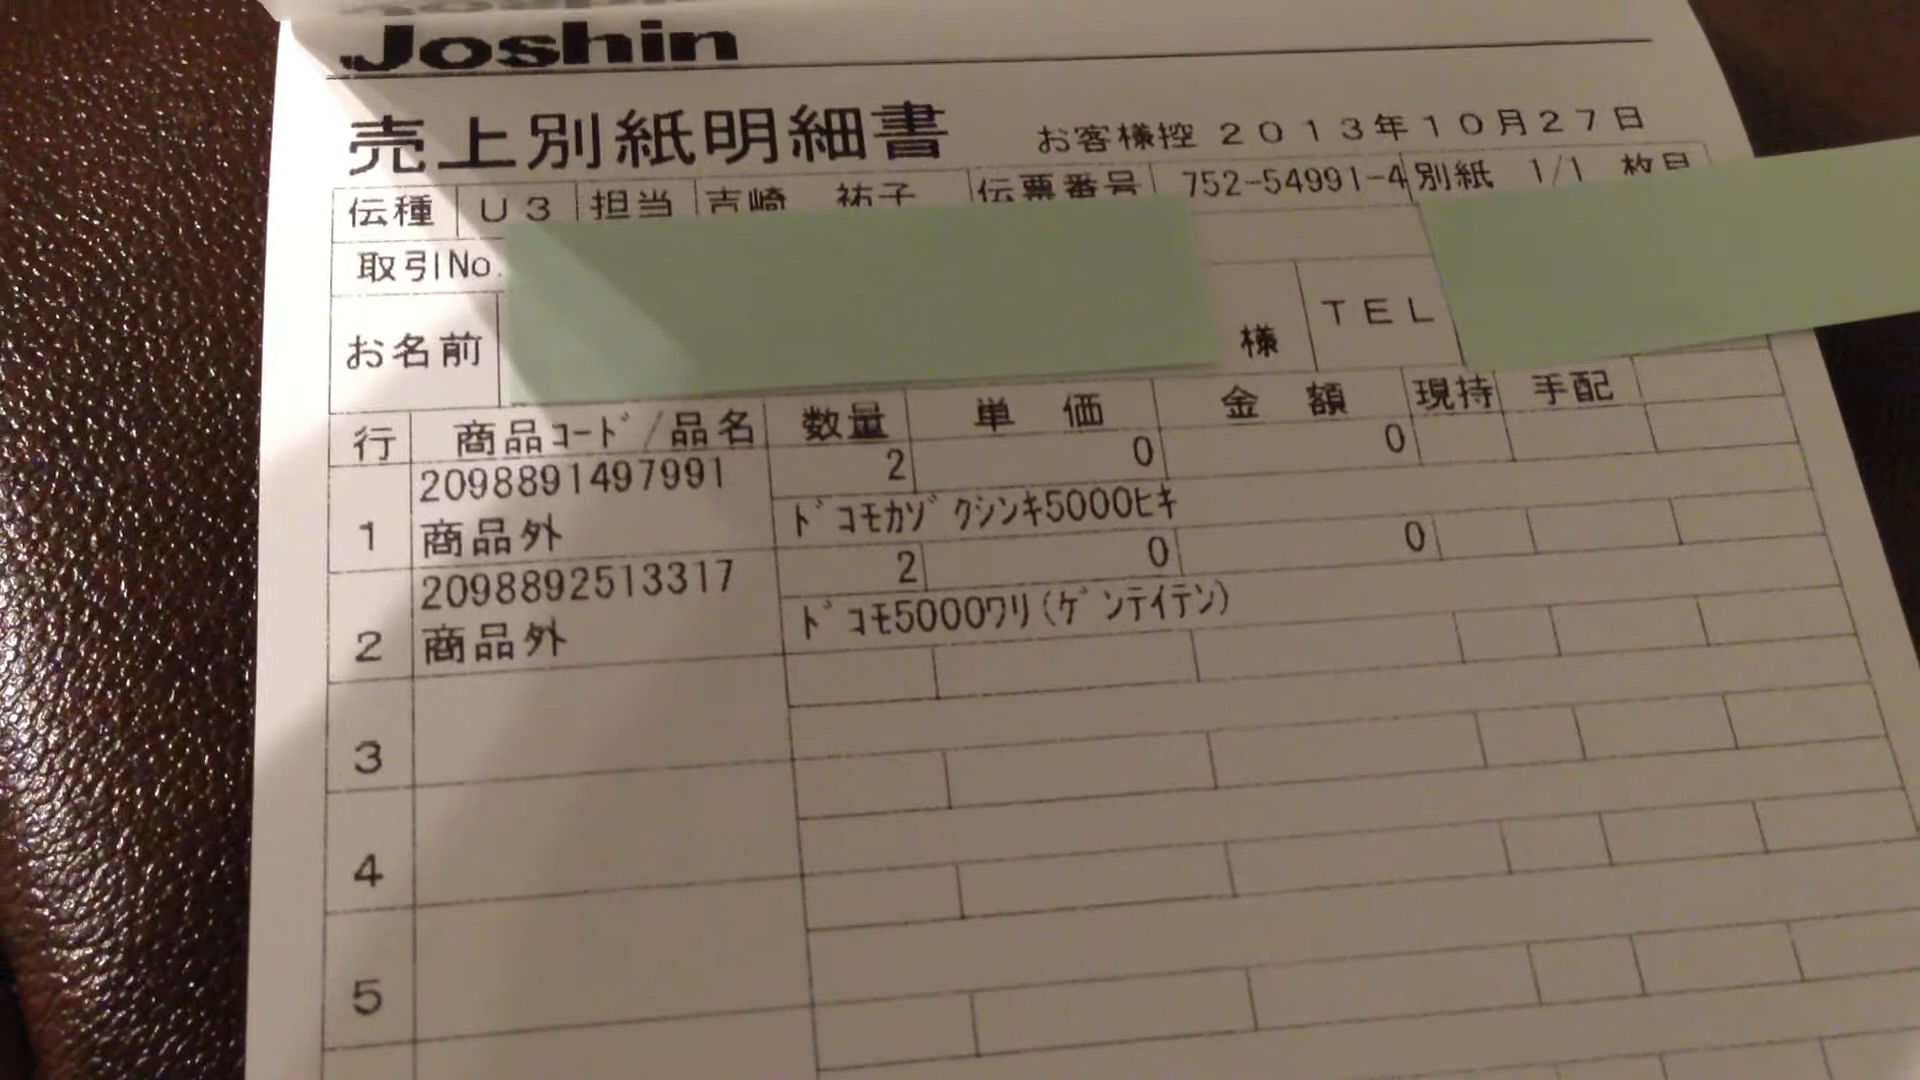 Joshin
売上別紙明細書 お客様控 2013年10月27日
伝種 U3 担当 吉崎 祐子 伝票番号 752-54991-4 別紙 1/1 枚目
取引No.
お名前 様 TEL
行 商品コード/品名 数量 単価 金額 現持 手配
2098891497991 2 0 0
1 商品外 ドコモカゾクシンキ5000ヒキ
2098892513317 2 0 0
2 商品外 ドコモ5000ワリ(ゲンテイテン)
3
4
5